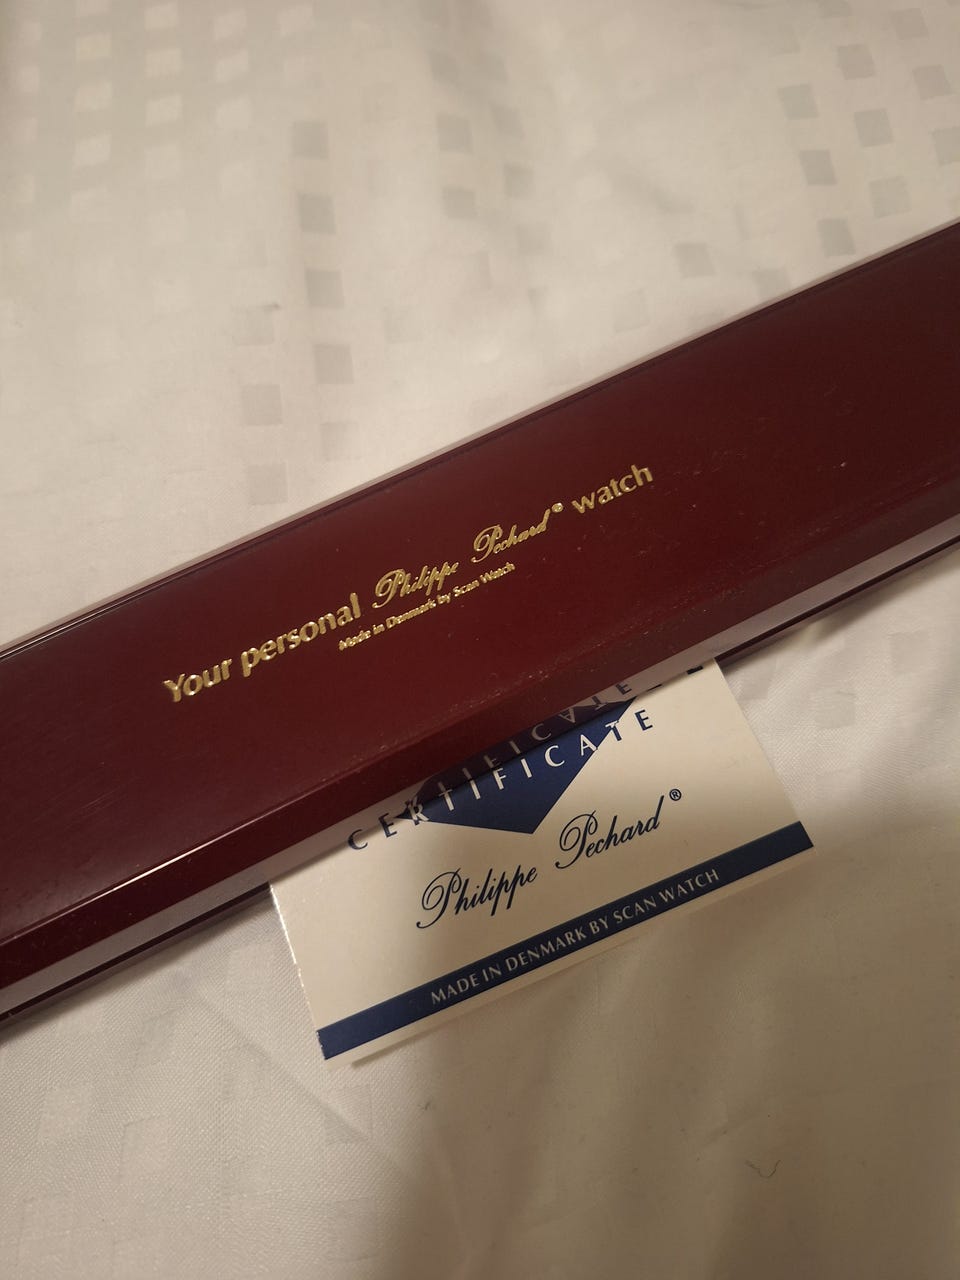 Your personal Philippe Pechard® watch
Made in Denmark by Scan Watch
CERTIFICATE
Philippe Pechard®
MADE IN DENMARK BY SCAN WATCH